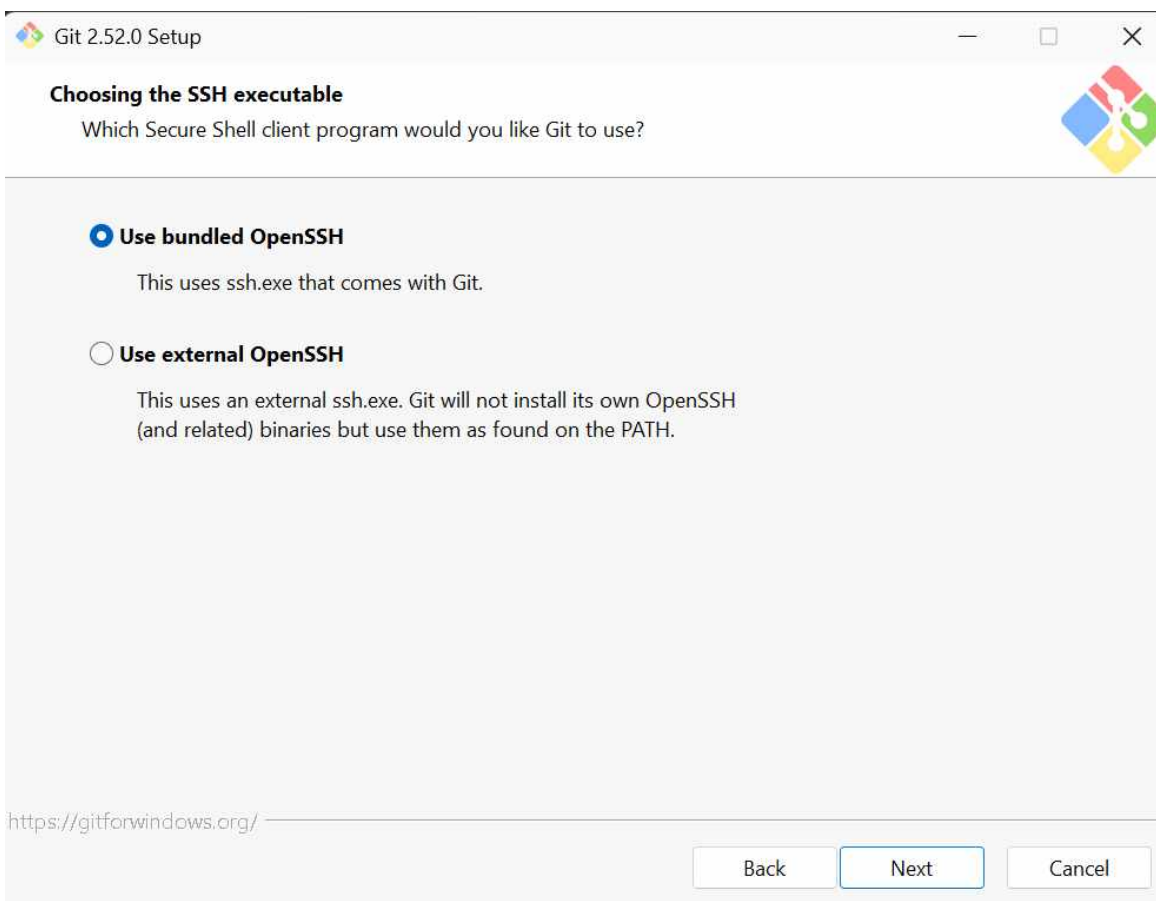 Git 2.52.0 Setup
Choosing the SSH executable
Which Secure Shell client program would you like Git to use?
Use bundled OpenSSH
This uses ssh.exe that comes with Git.
Use external OpenSSH
This uses an external ssh.exe. Git will not install its own OpenSSH
(and related) binaries but use them as found on the PATH.
https://gitforwindows.org/
Back Next Cancel